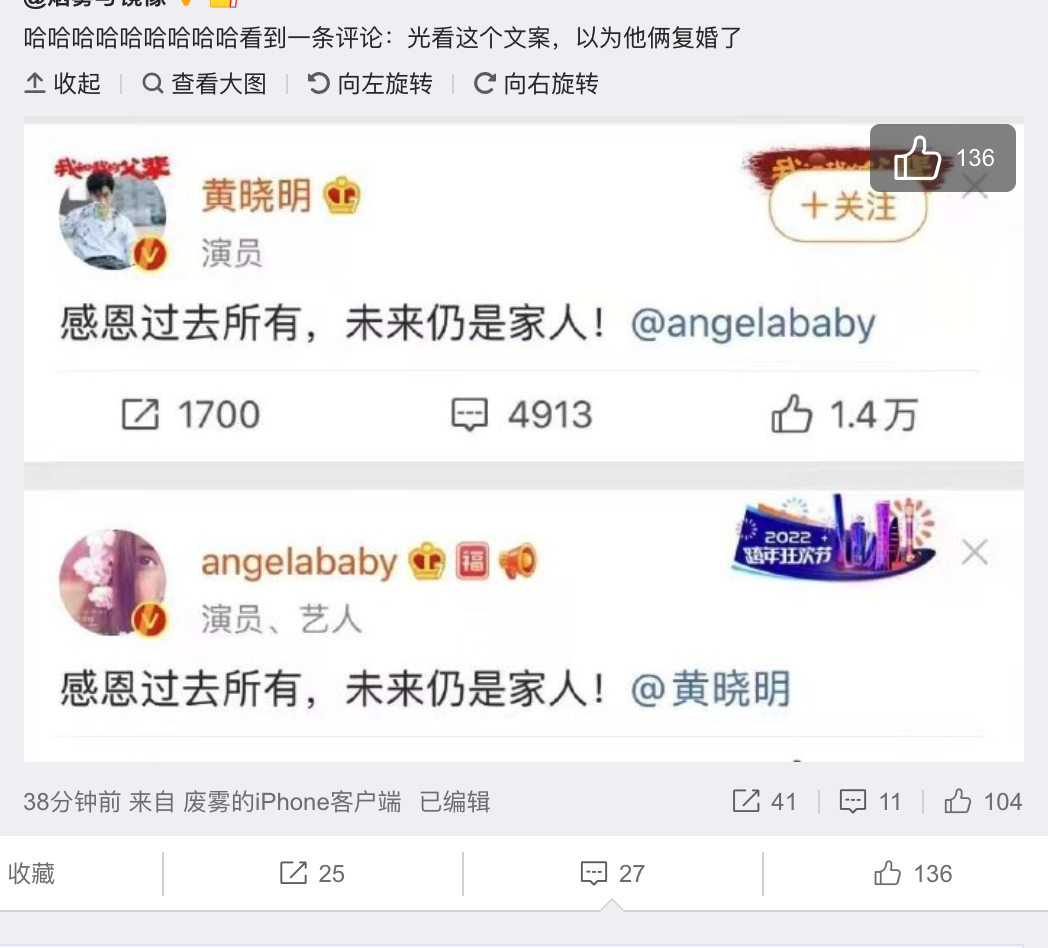 哈哈哈哈哈哈哈哈哈看到一条评论：光看这个文案，以为他俩复婚了
收起 查看大图 向左旋转 向右旋转
136
黄晓明
+关注
演员
感恩过去所有，未来仍是家人！@angelababy
1700 4913 1.4万
2022
跨年狂欢节
angelababy 福
演员、艺人
感恩过去所有，未来仍是家人！@黄晓明
38分钟前 来自 废雾的iPhone客户端 已编辑 41 11 104
收藏 25 27 136